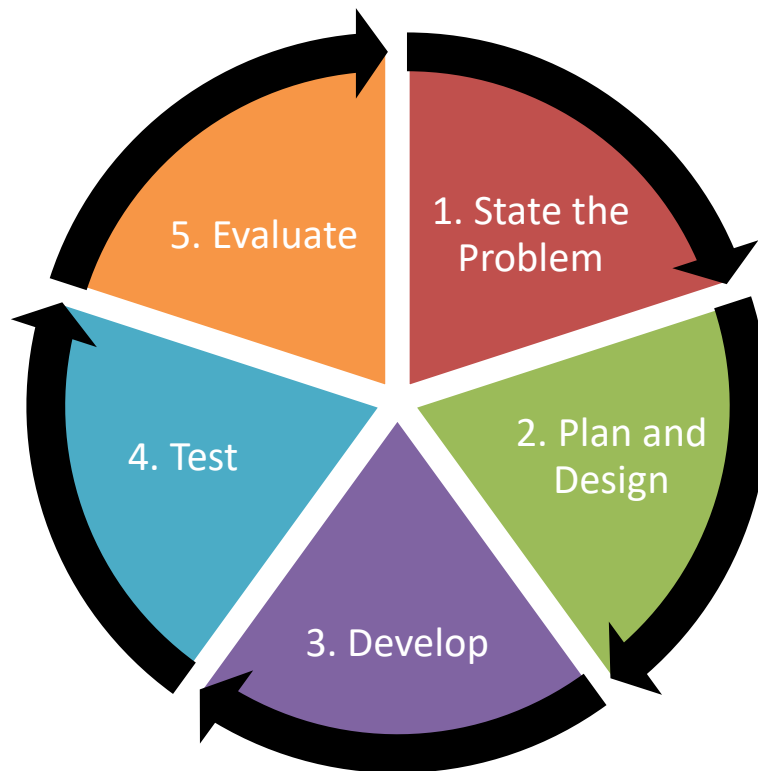 1. State the
Problem
2. Plan and
Design
3. Develop
4. Test
5. Evaluate